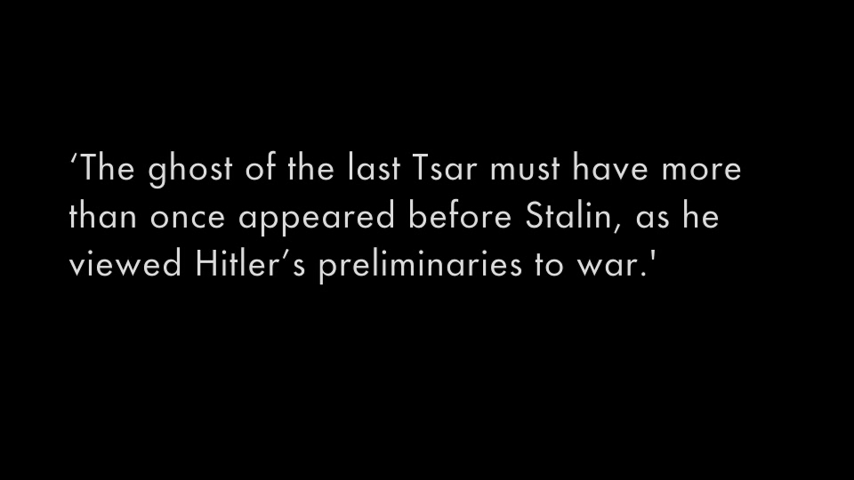 ‘The ghost of the last Tsar must have more
than once appeared before Stalin, as he
viewed Hitler’s preliminaries to war.'